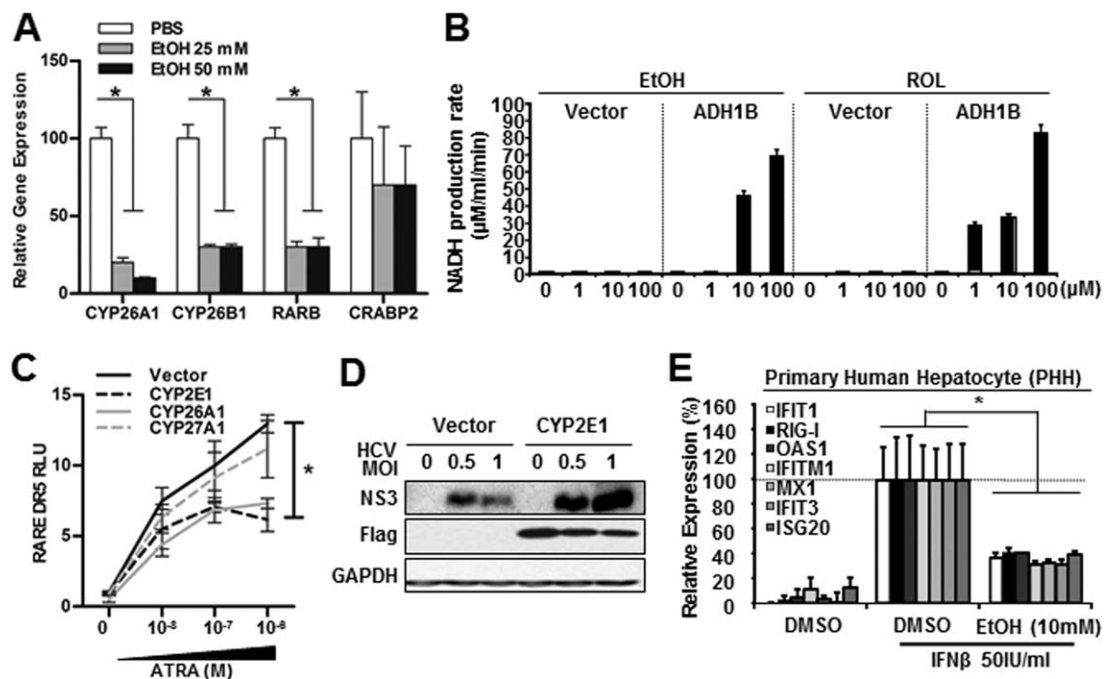 A
PBS
EtOH 25 mM
EtOH 50 mM
Relative Gene Expression
150
100
50
0
*
*
*
CYP26A1
CYP26B1
RARB
CRABP2
B
EtOH
ROL
Vector
ADH1B
Vector
ADH1B
NADH production rate
(µM/ml/min)
90
80
70
60
50
40
30
20
10
0
0 1 10 100 0 1 10 100 0 1 10 100 0 1 10 100 (µM)
C
Vector
CYP2E1
CYP26A1
CYP27A1
RARE DR5 RLU
15
10
5
0
*
0 10⁻⁸ 10⁻⁷ 10⁻⁶
ATRA (M)
D
Vector
CYP2E1
HCV
MOI
0 0.5 1 0 0.5 1
NS3
Flag
GAPDH
E
Primary Human Hepatocyte (PHH)
Relative Expression (%)
160
140
120
100
80
60
40
20
0
IFIT1
RIG-I
OAS1
IFITM1
MX1
IFIT3
ISG20
*
DMSO
DMSO
EtOH (10mM)
IFNβ 50IU/ml